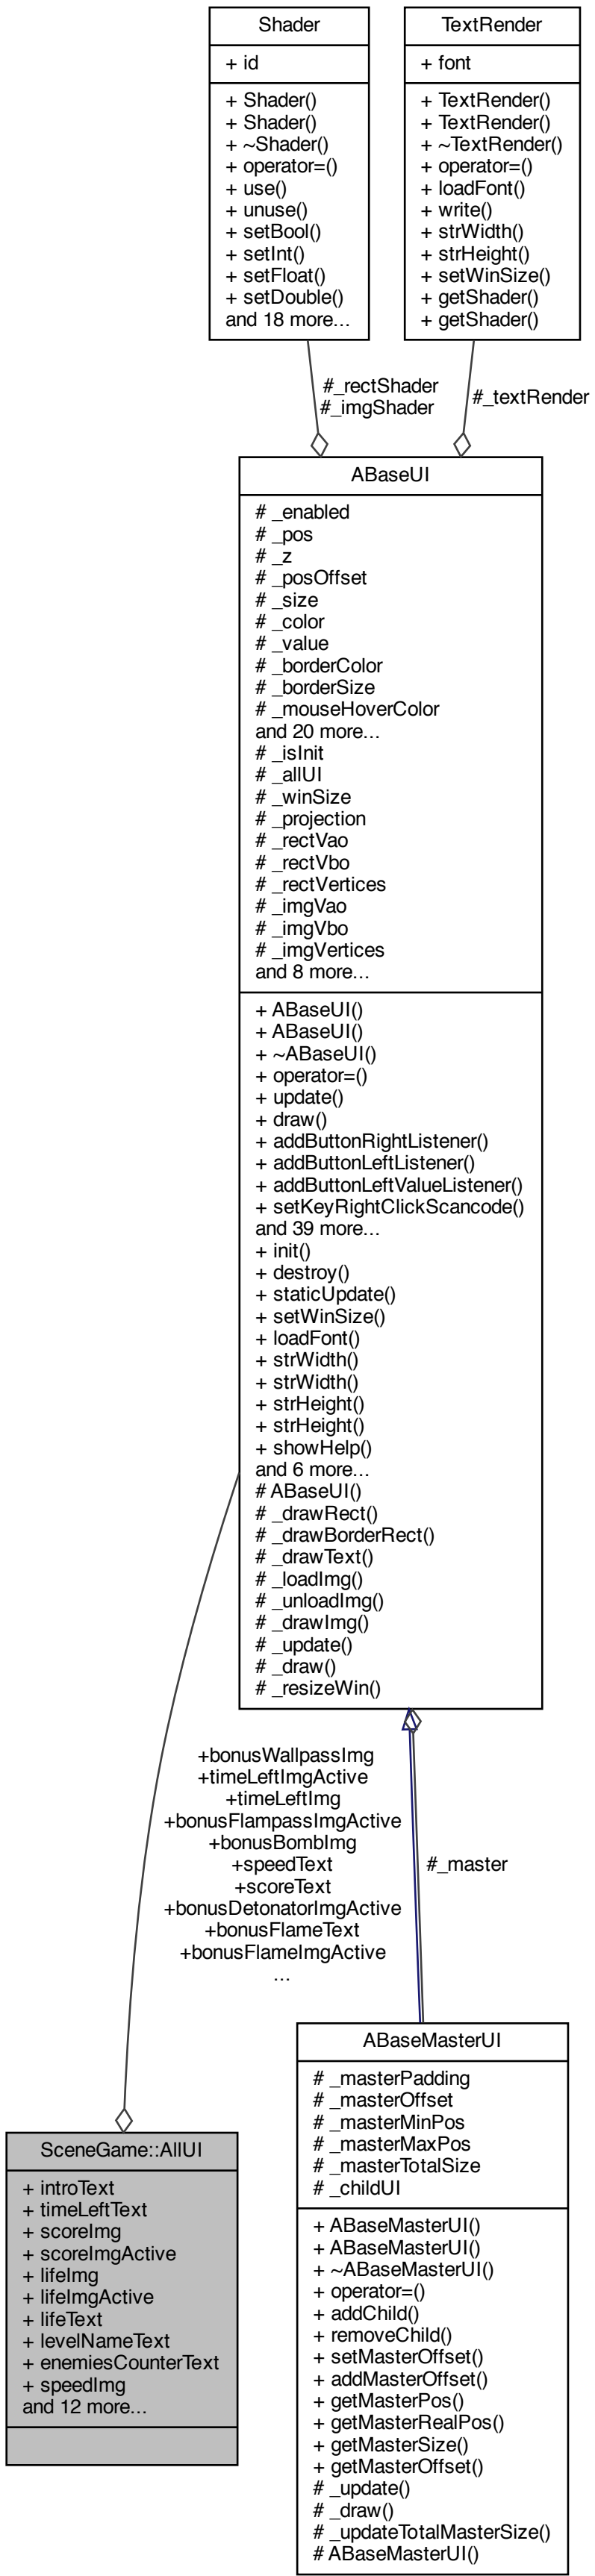 Shader
+ id
+ Shader()
+ Shader()
+ ~Shader()
+ operator=()
+ use()
+ unuse()
+ setBool()
+ setInt()
+ setFloat()
+ setDouble()
and 18 more...
TextRender
+ font
+ TextRender()
+ TextRender()
+ ~TextRender()
+ operator=()
+ loadFont()
+ write()
+ strWidth()
+ strHeight()
+ setWinSize()
+ getShader()
+ getShader()
#_rectShader
#_imgShader
#_textRender
ABaseUI
# _enabled
# _pos
# _z
# _posOffset
# _size
# _color
# _value
# _borderColor
# _borderSize
# _mouseHoverColor
and 20 more...
# _isInit
# _allUI
# _winSize
# _projection
# _rectVao
# _rectVbo
# _rectVertices
# _imgVao
# _imgVbo
# _imgVertices
and 8 more...
+ ABaseUI()
+ ABaseUI()
+ ~ABaseUI()
+ operator=()
+ update()
+ draw()
+ addButtonRightListener()
+ addButtonLeftListener()
+ addButtonLeftValueListener()
+ setKeyRightClickScancode()
and 39 more...
+ init()
+ destroy()
+ staticUpdate()
+ setWinSize()
+ loadFont()
+ strWidth()
+ strWidth()
+ strHeight()
+ strHeight()
+ showHelp()
and 6 more...
# ABaseUI()
# _drawRect()
# _drawBorderRect()
# _drawText()
# _loadImg()
# _unloadImg()
# _drawImg()
# _update()
# _draw()
# _resizeWin()
+bonusWallpassImg
+timeLeftImgActive
+timeLeftImg
+bonusFlampassImgActive
+bonusBombImg
+speedText
+scoreText
+bonusDetonatorImgActive
+bonusFlameText
+bonusFlameImgActive
...
#_master
SceneGame::AllUI
+ introText
+ timeLeftText
+ scoreImg
+ scoreImgActive
+ lifeImg
+ lifeImgActive
+ lifeText
+ levelNameText
+ enemiesCounterText
+ speedImg
and 12 more...
ABaseMasterUI
# _masterPadding
# _masterOffset
# _masterMinPos
# _masterMaxPos
# _masterTotalSize
# _childUI
+ ABaseMasterUI()
+ ABaseMasterUI()
+ ~ABaseMasterUI()
+ operator=()
+ addChild()
+ removeChild()
+ setMasterOffset()
+ addMasterOffset()
+ getMasterPos()
+ getMasterRealPos()
+ getMasterSize()
+ getMasterOffset()
# _update()
# _draw()
# _updateTotalMasterSize()
# ABaseMasterUI()